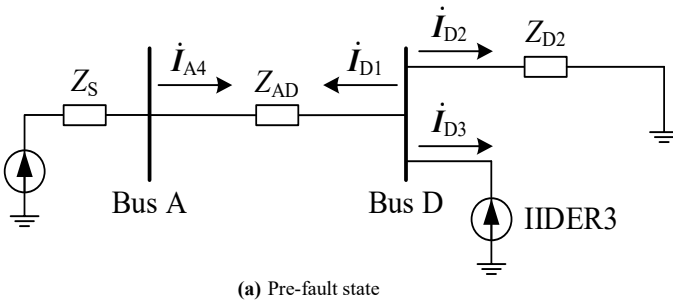 Z_S
İ_A4
Z_AD
İ_D1
İ_D2
Z_D2
İ_D3
Bus A
Bus D
IIDER3
(a) Pre-fault state